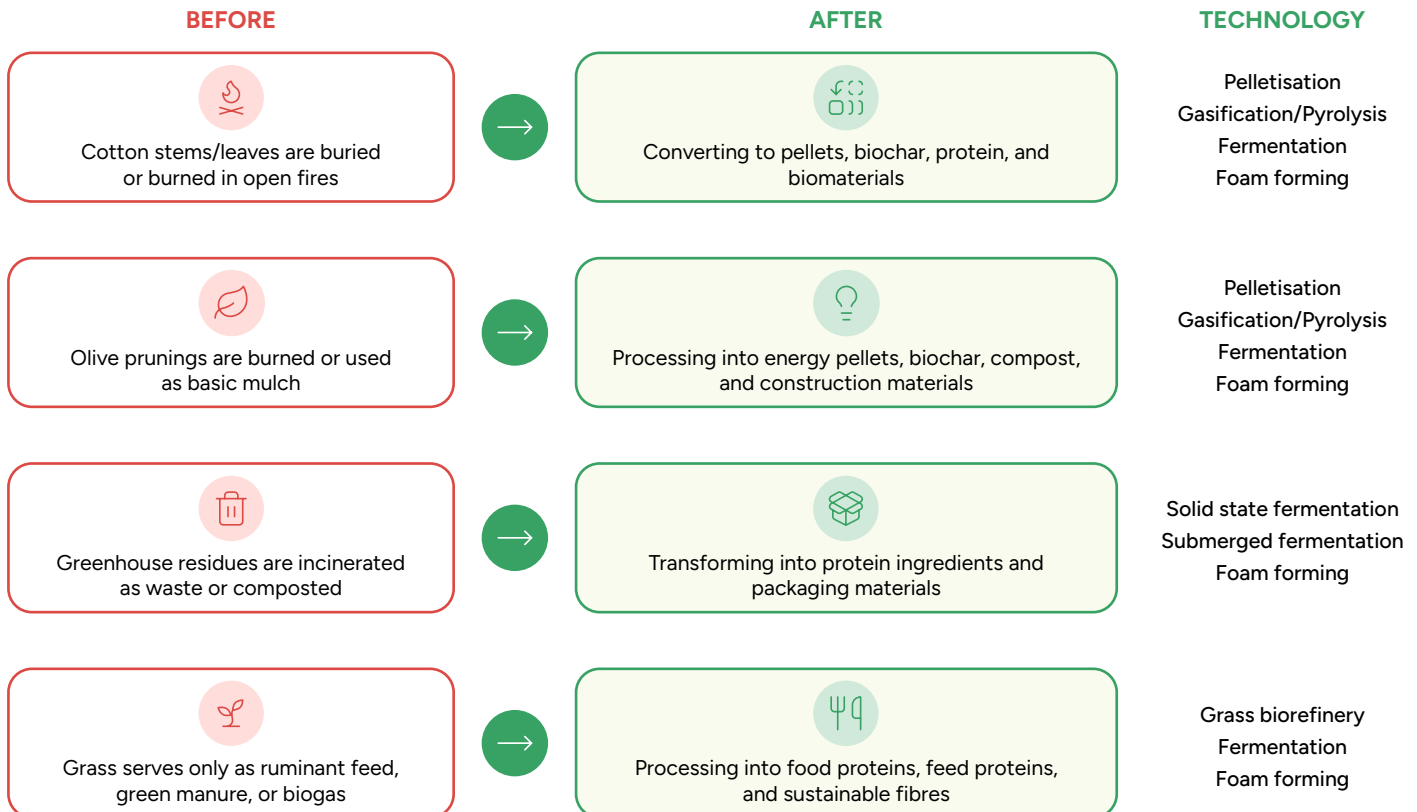 BEFORE
AFTER
TECHNOLOGY
Cotton stems/leaves are buried
or burned in open fires
Converting to pellets, biochar, protein, and
biomaterials
Pelletisation
Gasification/Pyrolysis
Fermentation
Foam forming
Olive prunings are burned or used
as basic mulch
Processing into energy pellets, biochar, compost,
and construction materials
Pelletisation
Gasification/Pyrolysis
Fermentation
Foam forming
Greenhouse residues are incinerated
as waste or composted
Transforming into protein ingredients and
packaging materials
Solid state fermentation
Submerged fermentation
Foam forming
Grass serves only as ruminant feed,
green manure, or biogas
Processing into food proteins, feed proteins,
and sustainable fibres
Grass biorefinery
Fermentation
Foam forming